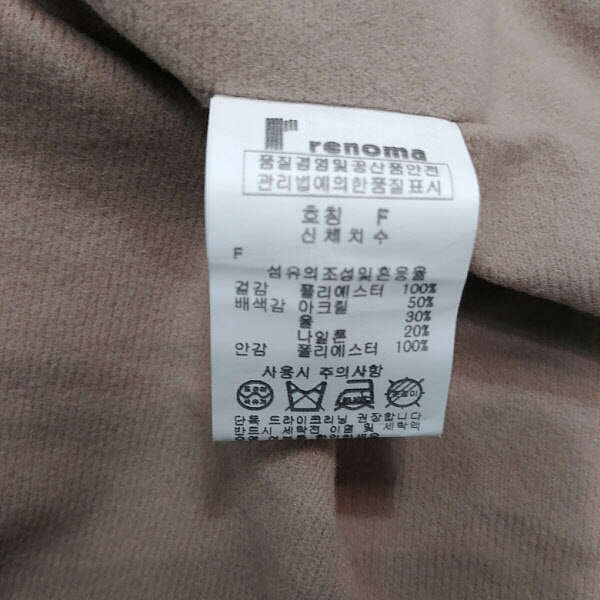 r renoma
품질경영및공산품안전
관리법에의한품질표시
호칭 F
신체치수
F
섬유의조성및혼용율
겉감 폴리에스터 100%
배색감 아크릴 50%
울 30%
나일론 20%
안감 폴리에스터 100%
사용시 주의사항
단독 드라이크리닝 권장합니다.
반드시 세탁전 이염 및 세탁액